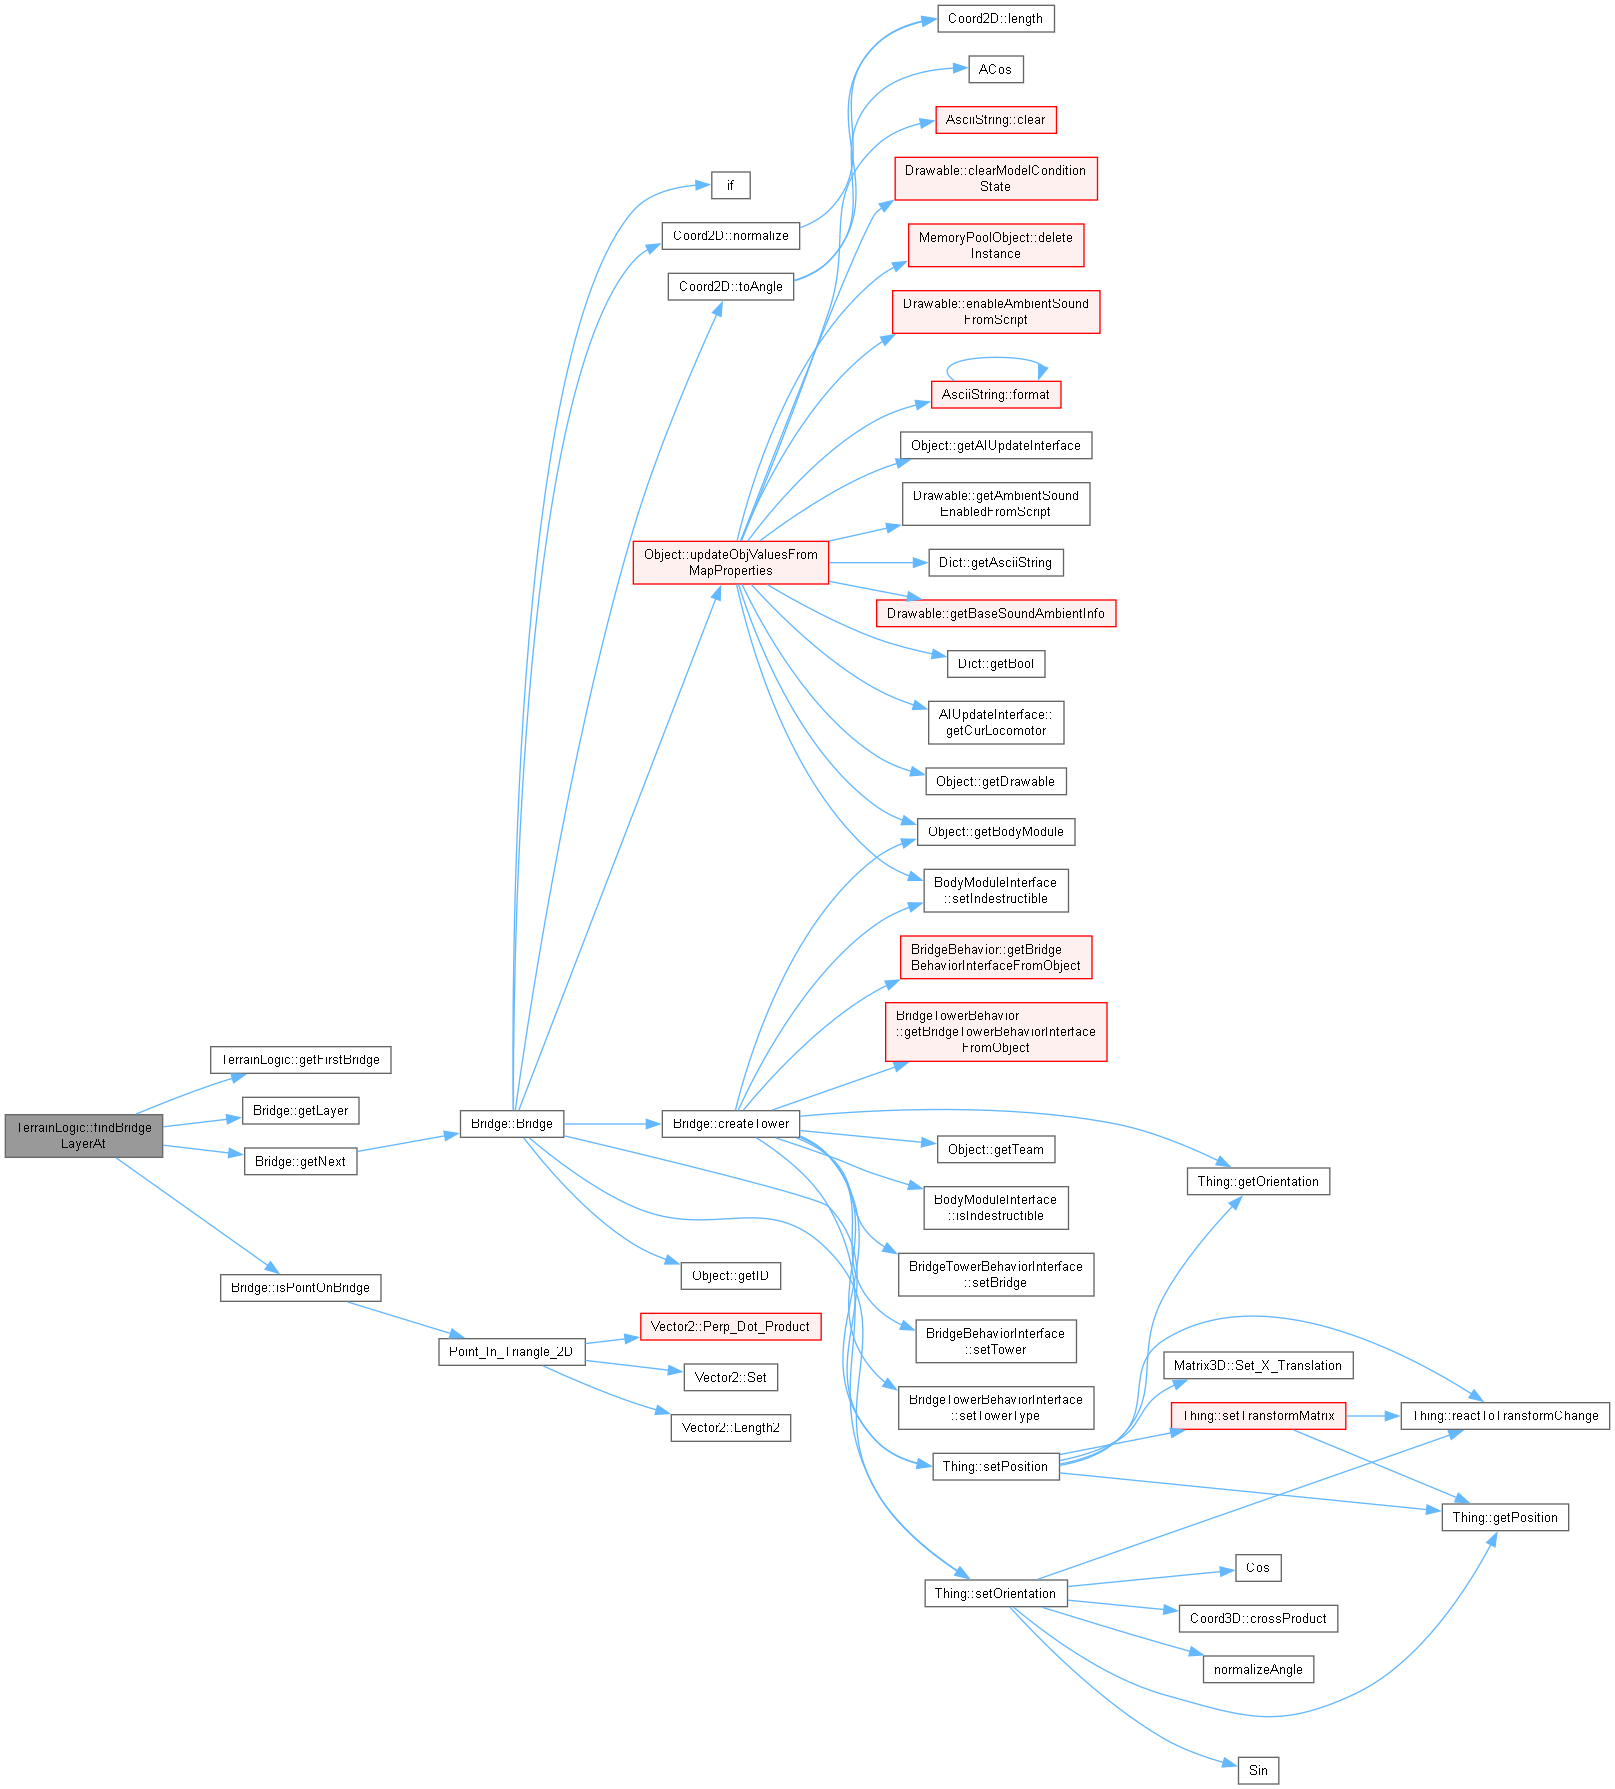 Coord2D::length
ACos
AsciiString::clear
Drawable::clearModelCondition
State
if
Coord2D::normalize
MemoryPoolObject::delete
Instance
Coord2D::toAngle
Drawable::enableAmbientSound
FromScript
AsciiString::format
Object::getAIUpdateInterface
Drawable::getAmbientSound
EnabledFromScript
Object::updateObjValuesFrom
MapProperties
Dict::getAsciiString
Drawable::getBaseSoundAmbientInfo
Dict::getBool
AIUpdateInterface::
getCurLocomotor
Object::getDrawable
Object::getBodyModule
BodyModuleInterface
::setIndestructible
BridgeBehavior::getBridge
BehaviorInterfaceFromObject
BridgeTowerBehavior
::getBridgeTowerBehaviorInterface
FromObject
TerrainLogic::getFirstBridge
Bridge::getLayer
TerrainLogic::findBridge
LayerAt
Bridge::getNext
Bridge::Bridge
Bridge::createTower
Object::getTeam
Thing::getOrientation
BodyModuleInterface
::isIndestructible
Bridge::isPointOnBridge
Object::getID
BridgeTowerBehaviorInterface
::setBridge
Vector2::Perp_Dot_Product
BridgeBehaviorInterface
::setTower
Point_In_Triangle_2D
Vector2::Set
Matrix3D::Set_X_Translation
BridgeTowerBehaviorInterface
::setTowerType
Vector2::Length2
Thing::setTransformMatrix
Thing::reactToTransformChange
Thing::setPosition
Thing::getPosition
Cos
Thing::setOrientation
Coord3D::crossProduct
normalizeAngle
Sin